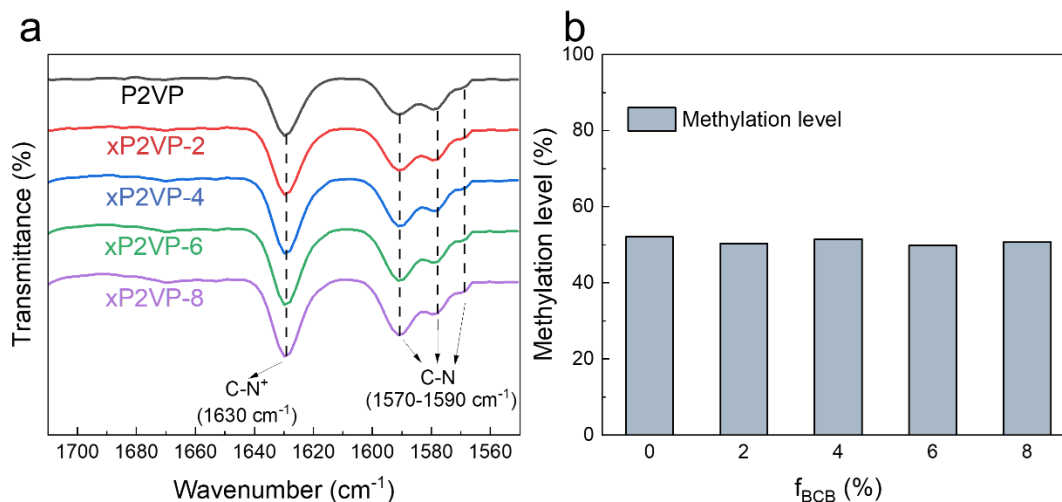 a
P2VP
xP2VP-2
xP2VP-4
xP2VP-6
xP2VP-8
C-N⁺
(1630 cm⁻¹)
C-N
(1570-1590 cm⁻¹)
Transmittance (%)
1700 1680 1660 1640 1620 1600 1580 1560
Wavenumber (cm⁻¹)
b
100
80
60
40
20
0
Methylation level
Methylation level (%)
0 2 4 6 8
f_BCB (%)